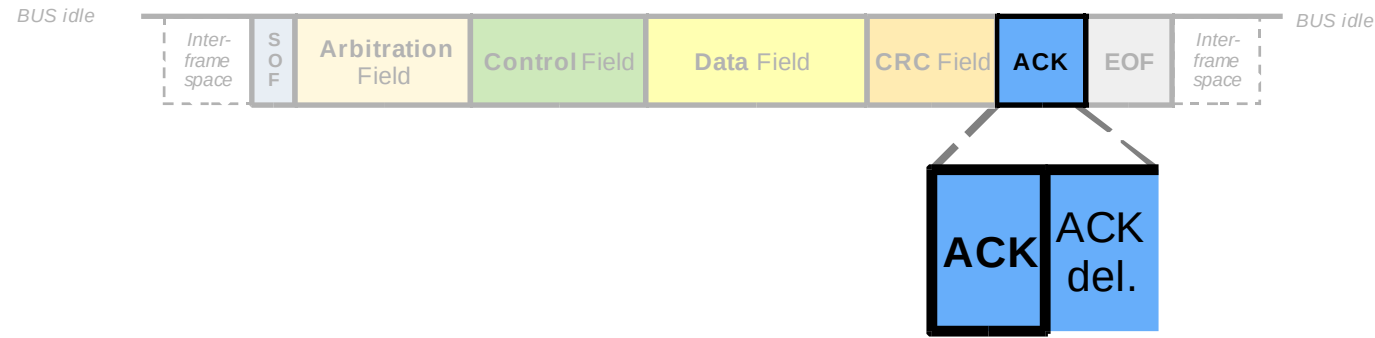 BUS idle
Inter-
frame
space
S
O
F
Arbitration
Field
Control Field
Data Field
CRC Field
ACK
EOF
Inter-
frame
space
BUS idle
ACK
ACK
del.